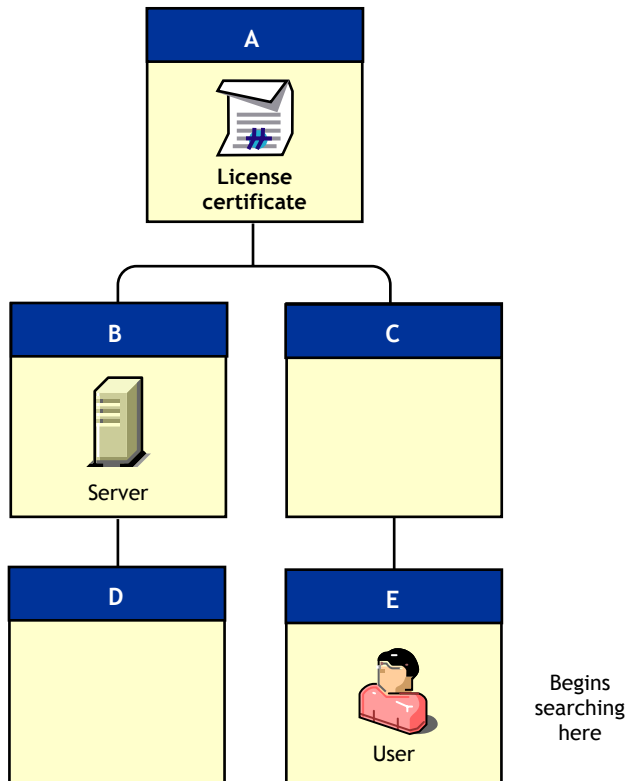 A
License
certificate
B
C
Server
D
E
User
Begins
searching
here